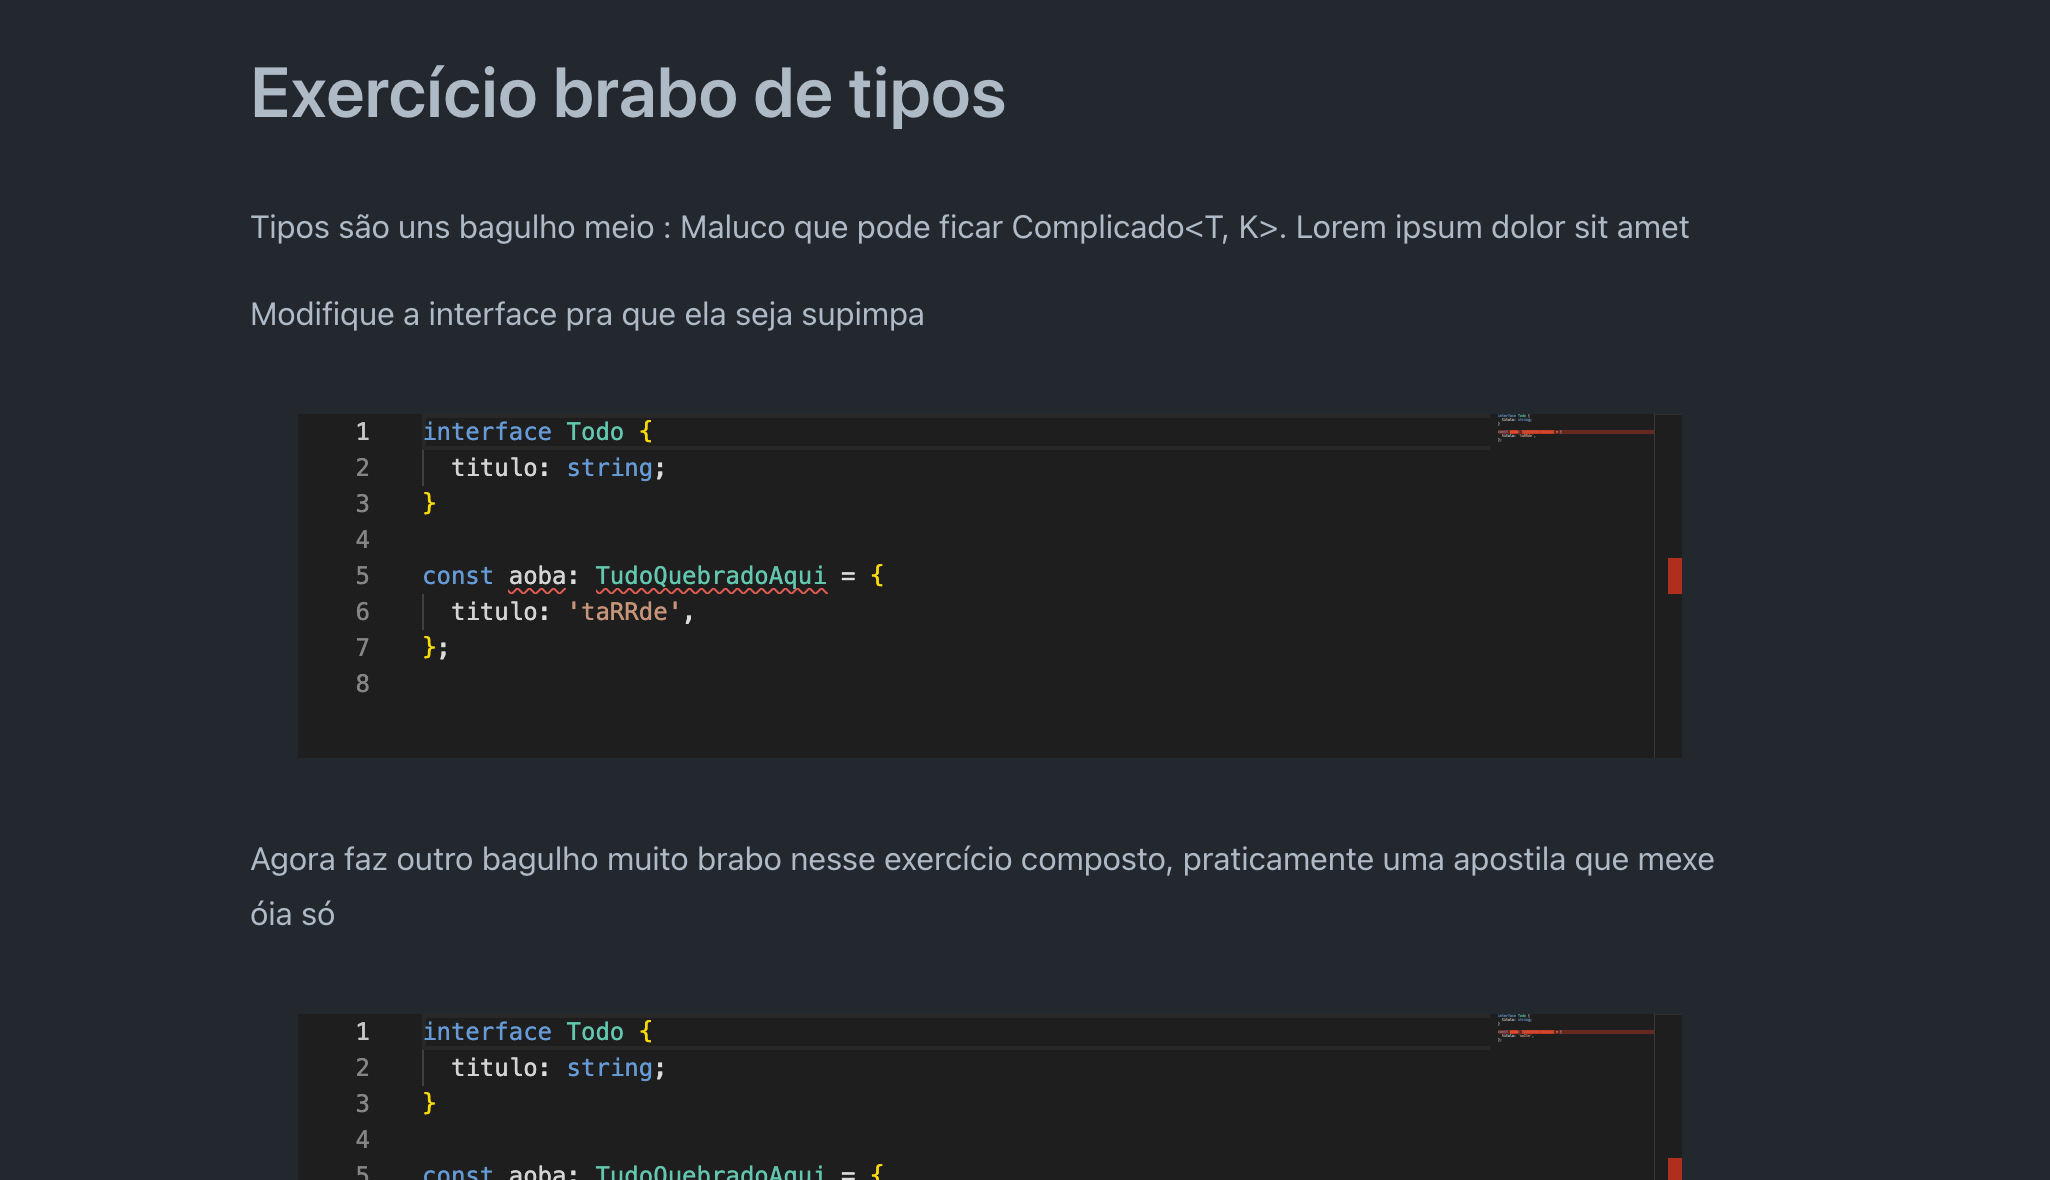 Exercício brabo de tipos
Tipos são uns bagulho meio : Maluco que pode ficar Complicado<T, K>. Lorem ipsum dolor sit amet
Modifique a interface pra que ela seja supimpa
1 interface Todo {
2 titulo: string;
3 }
4
5 const aoba: TudoQuebradoAqui = {
6 titulo: 'taRRde',
7 };
8
Agora faz outro bagulho muito brabo nesse exercício composto, praticamente uma apostila que mexe
óia só
1 interface Todo {
2 titulo: string;
3 }
4
5 const aoba: TudoQuebradoAqui = {